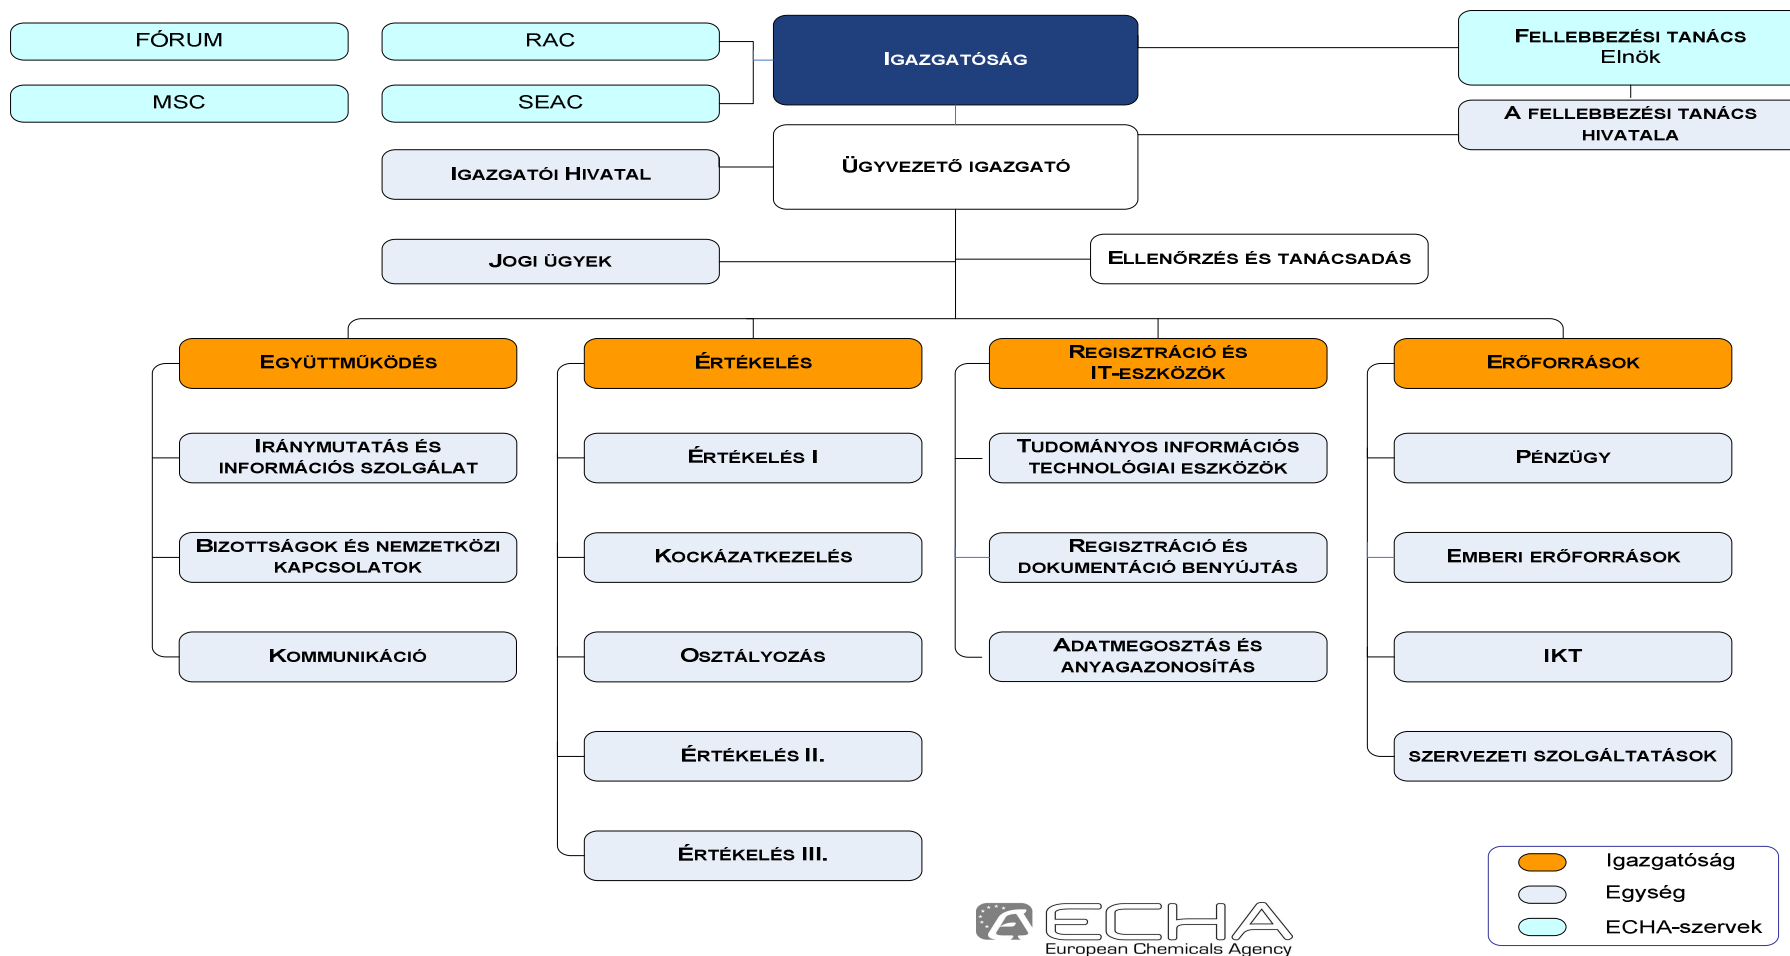 FÓRUM
RAC
IGAZGATÓSÁG
FELLEBBEZÉSI TANÁCS
Elnök
MSC
SEAC
A FELLEBBEZÉSI TANÁCS
HIVATALA
IGAZGATÓI HIVATAL
ÜGYVEZETŐ IGAZGATÓ
JOGI ÜGYEK
ELLENŐRZÉS ÉS TANÁCSADÁS
EGYÜTTMŰKÖDÉS
ÉRTÉKELÉS
REGISZTRÁCIÓ ÉS
IT-ESZKÖZÖK
ERŐFORRÁSOK
IRÁNYMUTATÁS ÉS
INFORMÁCIÓS SZOLGÁLAT
ÉRTÉKELÉS I
TUDOMÁNYOS INFORMÁCIÓS
TECHNOLÓGIAI ESZKÖZÖK
PÉNZÜGY
BIZOTTSÁGOK ÉS NEMZETKÖZI
KAPCSOLATOK
KOCKÁZATKEZELÉS
REGISZTRÁCIÓ ÉS
DOKUMENTÁCIÓ BENYÚJTÁS
EMBERI ERŐFORRÁSOK
KOMMUNIKÁCIÓ
OSZTÁLYOZÁS
ADATMEGOSZTÁS ÉS
ANYAGAZONOSÍTÁS
IKT
ÉRTÉKELÉS II.
SZERVEZETI SZOLGÁLTATÁSOK
ÉRTÉKELÉS III.
Igazgatóság
Egység
ECHA-szervek
ECHA
European Chemicals Agency